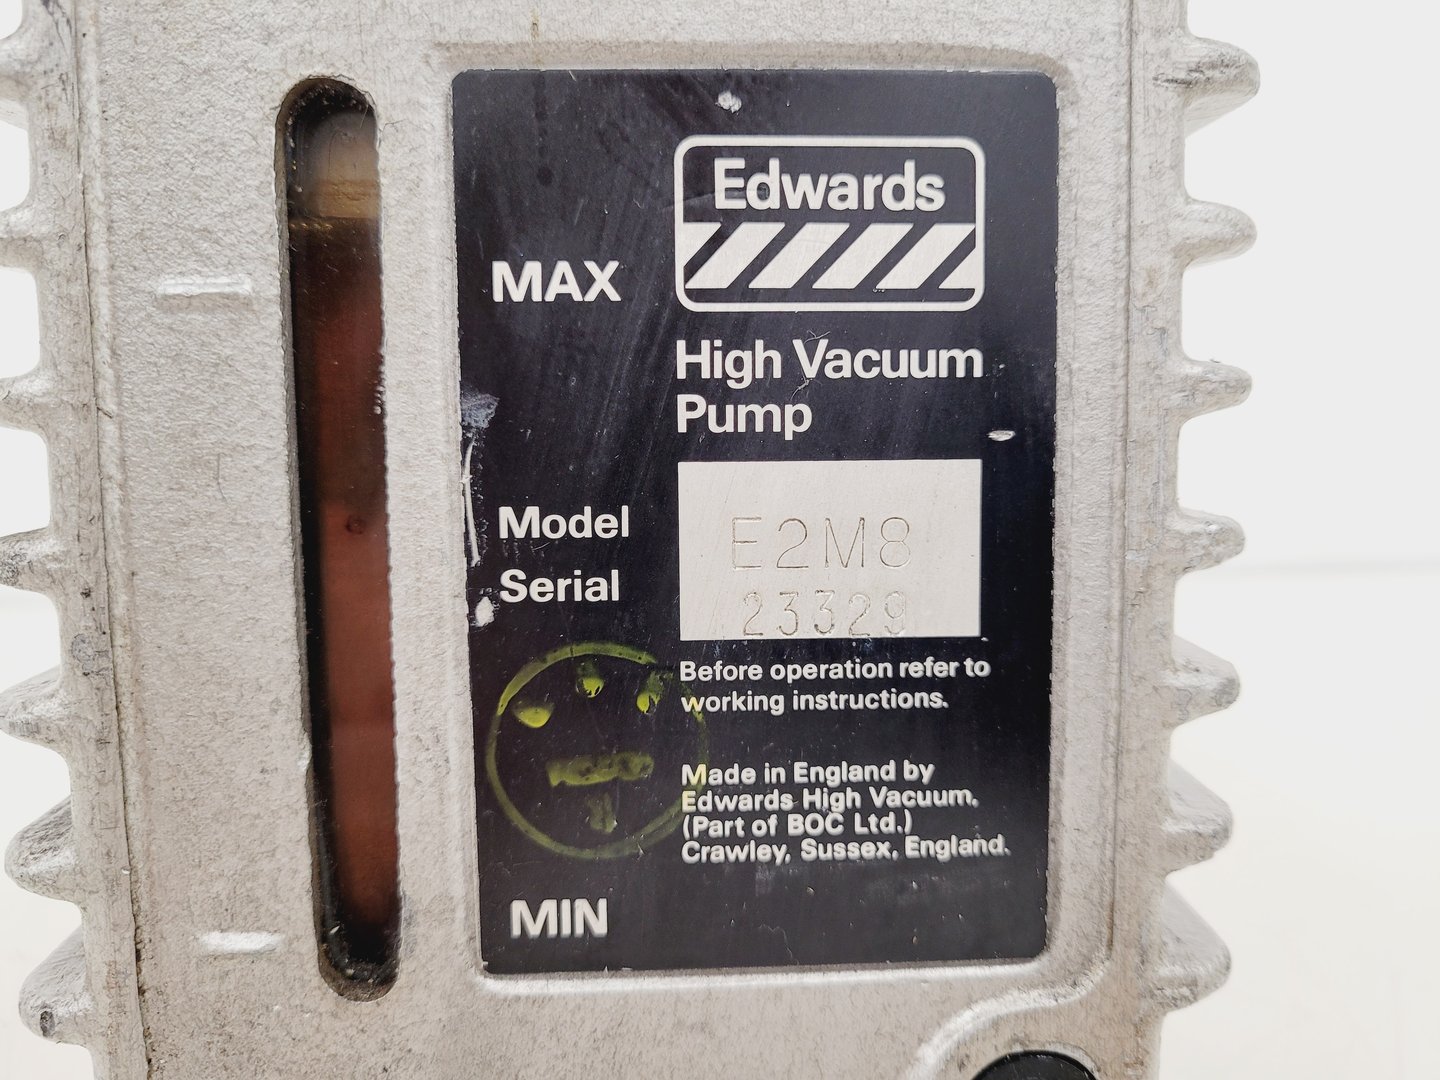 Edwards
MAX
High Vacuum
Pump
Model E2M8
Serial 23329
Before operation refer to
working instructions.
Made in England by
Edwards High Vacuum,
(Part of BOC Ltd.)
Crawley, Sussex, England.
MIN